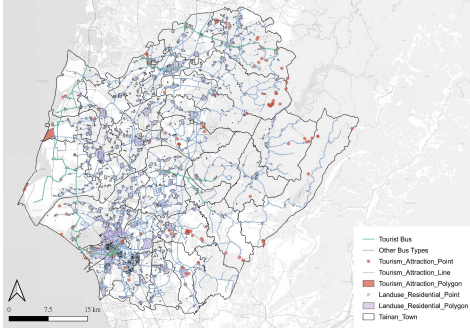 Tourist Bus
Other Bus Types
Tourism_Attraction_Point
Tourism_Attraction_Line
Tourism_Attraction_Polygon
Landuse_Residential_Point
Landuse_Residential_Polygon
Tainan_Town
0 7.5 15 km